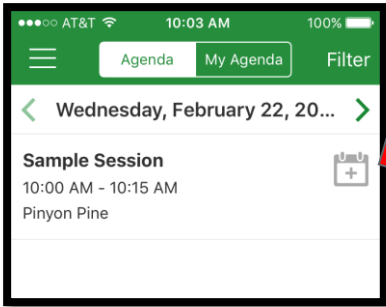 AT&T 10:03 AM 100%
Agenda My Agenda Filter
Wednesday, February 22, 20...
Sample Session
10:00 AM - 10:15 AM
Pinyon Pine